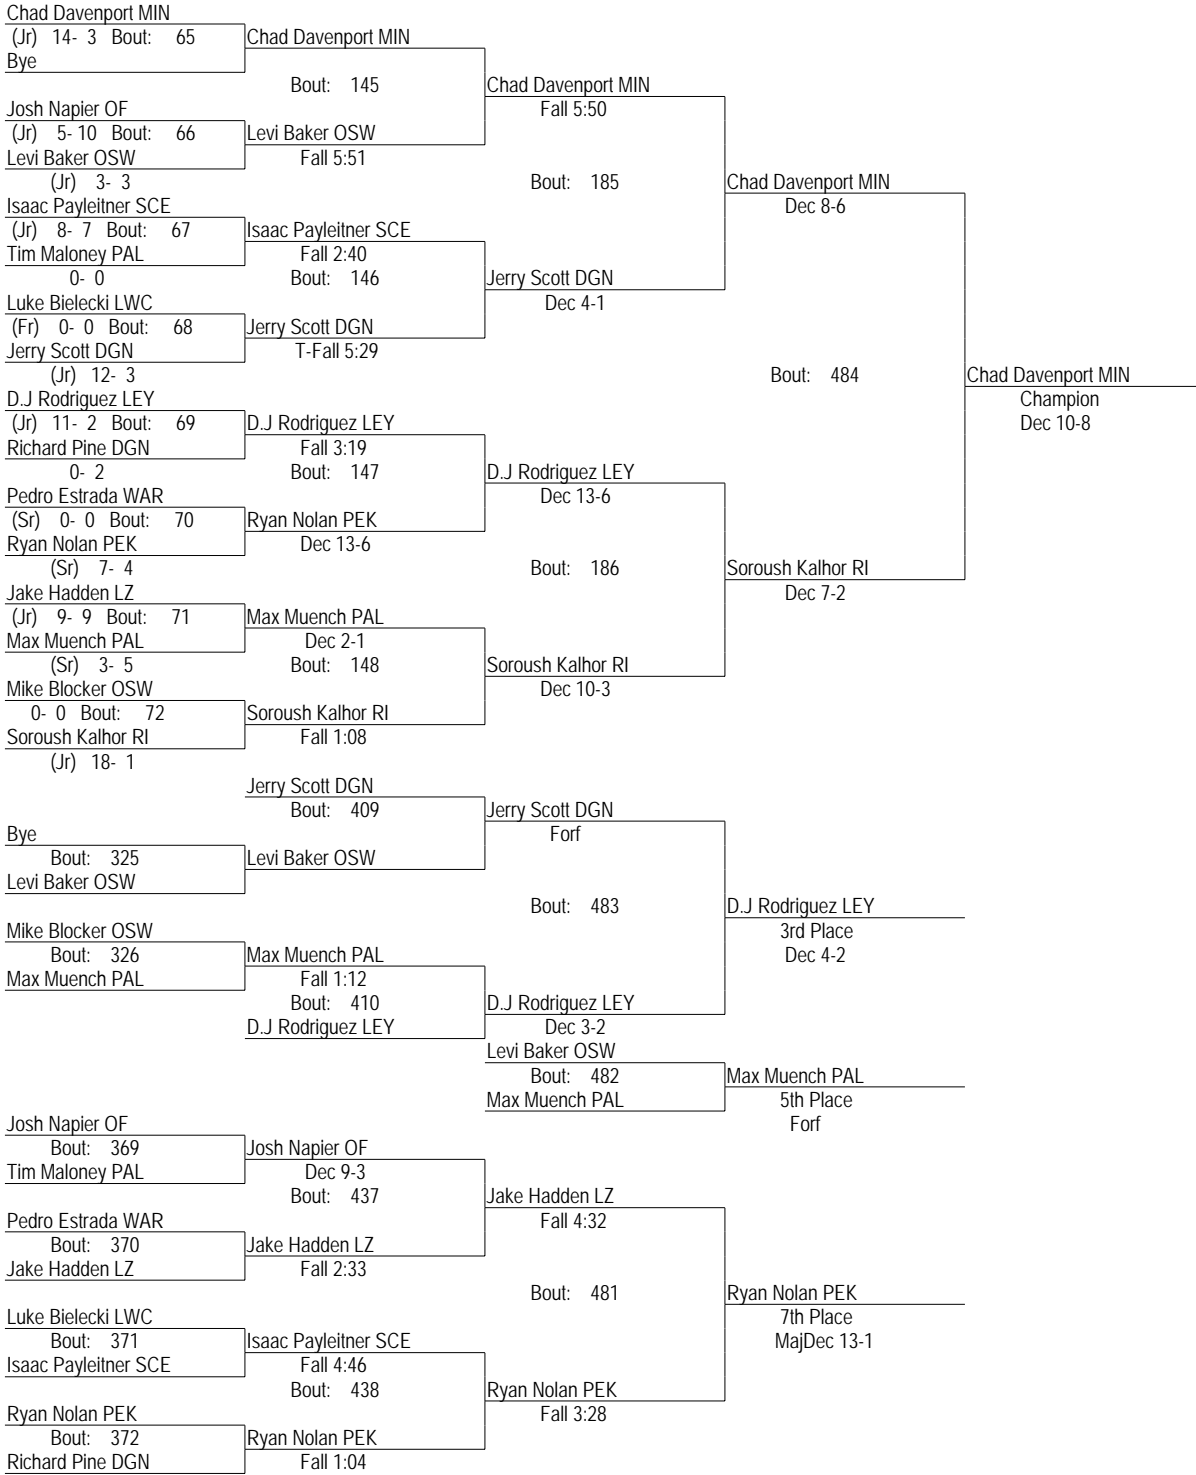 Chad Davenport MIN
(Jr) 14- 3 Bout: 65 Chad Davenport MIN
Bye
Bout: 145 Chad Davenport MIN
Josh Napier OF Fall 5:50
(Jr) 5- 10 Bout: 66 Levi Baker OSW
Levi Baker OSW Fall 5:51
(Jr) 3- 3 Bout: 185 Chad Davenport MIN
Isaac Payleitner SCE Dec 8-6
(Jr) 8- 7 Bout: 67 Isaac Payleitner SCE
Tim Maloney PAL Fall 2:40
0- 0 Bout: 146 Jerry Scott DGN
Luke Bielecki LWC Dec 4-1
(Fr) 0- 0 Bout: 68 Jerry Scott DGN
Jerry Scott DGN T-Fall 5:29
(Jr) 12- 3 Bout: 484 Chad Davenport MIN
D.J Rodriguez LEY Champion
(Jr) 11- 2 Bout: 69 D.J Rodriguez LEY Dec 10-8
Richard Pine DGN Fall 3:19
0- 2 Bout: 147 D.J Rodriguez LEY
Pedro Estrada WAR Dec 13-6
(Sr) 0- 0 Bout: 70 Ryan Nolan PEK
Ryan Nolan PEK Dec 13-6
(Sr) 7- 4 Bout: 186 Soroush Kalhor RI
Jake Hadden LZ Dec 7-2
(Jr) 9- 9 Bout: 71 Max Muench PAL
Max Muench PAL Dec 2-1
(Sr) 3- 5 Bout: 148 Soroush Kalhor RI
Mike Blocker OSW Dec 10-3
0- 0 Bout: 72 Soroush Kalhor RI
Soroush Kalhor RI Fall 1:08
(Jr) 18- 1
Jerry Scott DGN
Bout: 409 Jerry Scott DGN
Bye Forf
Bout: 325 Levi Baker OSW
Levi Baker OSW
Bout: 483 D.J Rodriguez LEY
Mike Blocker OSW 3rd Place
Bout: 326 Max Muench PAL Dec 4-2
Max Muench PAL Fall 1:12
Bout: 410 D.J Rodriguez LEY
D.J Rodriguez LEY Dec 3-2
Levi Baker OSW
Bout: 482 Max Muench PAL
Max Muench PAL 5th Place
Josh Napier OF Forf
Bout: 369 Josh Napier OF
Tim Maloney PAL Dec 9-3
Bout: 437 Jake Hadden LZ
Pedro Estrada WAR Fall 4:32
Bout: 370 Jake Hadden LZ
Jake Hadden LZ Fall 2:33
Bout: 481 Ryan Nolan PEK
Luke Bielecki LWC 7th Place
Bout: 371 Isaac Payleitner SCE MajDec 13-1
Isaac Payleitner SCE Fall 4:46
Bout: 438 Ryan Nolan PEK
Ryan Nolan PEK Fall 3:28
Bout: 372 Ryan Nolan PEK
Richard Pine DGN Fall 1:04